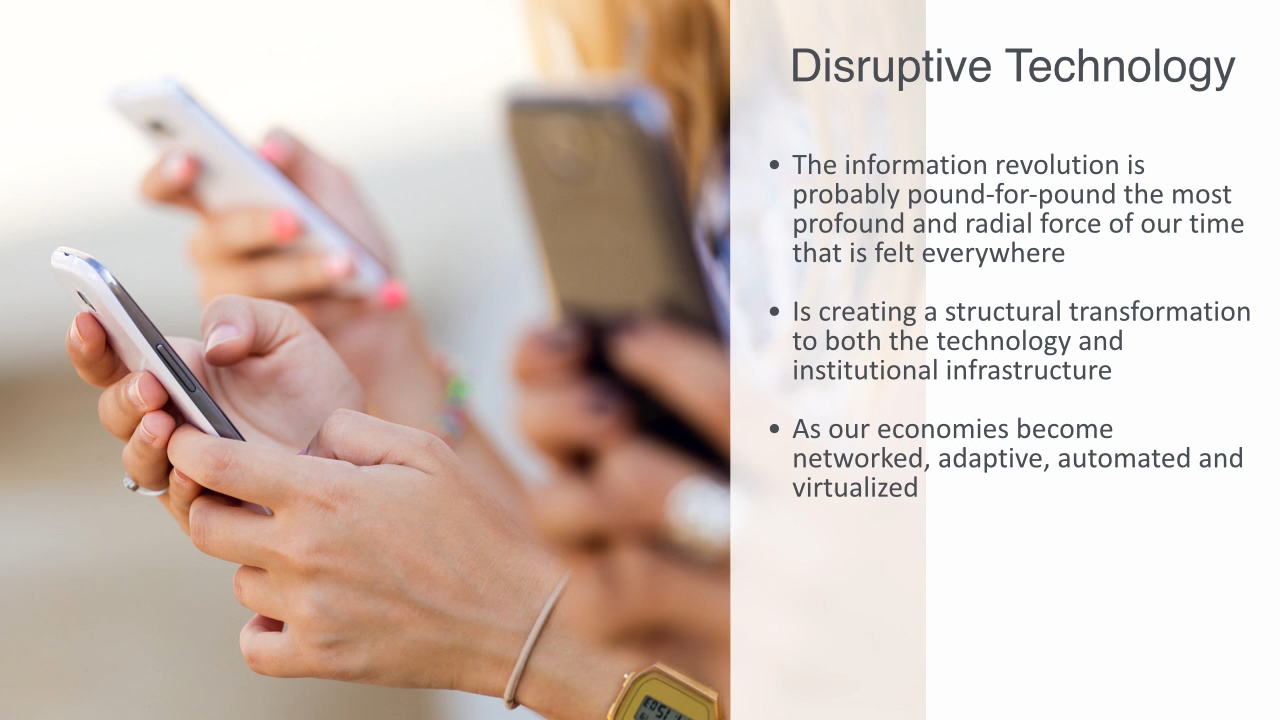 Disruptive Technology
• The information revolution is
probably pound-for-pound the most
profound and radial force of our time
that is felt everywhere
• Is creating a structural transformation
to both the technology and
institutional infrastructure
• As our economies become
networked, adaptive, automated and
virtualized